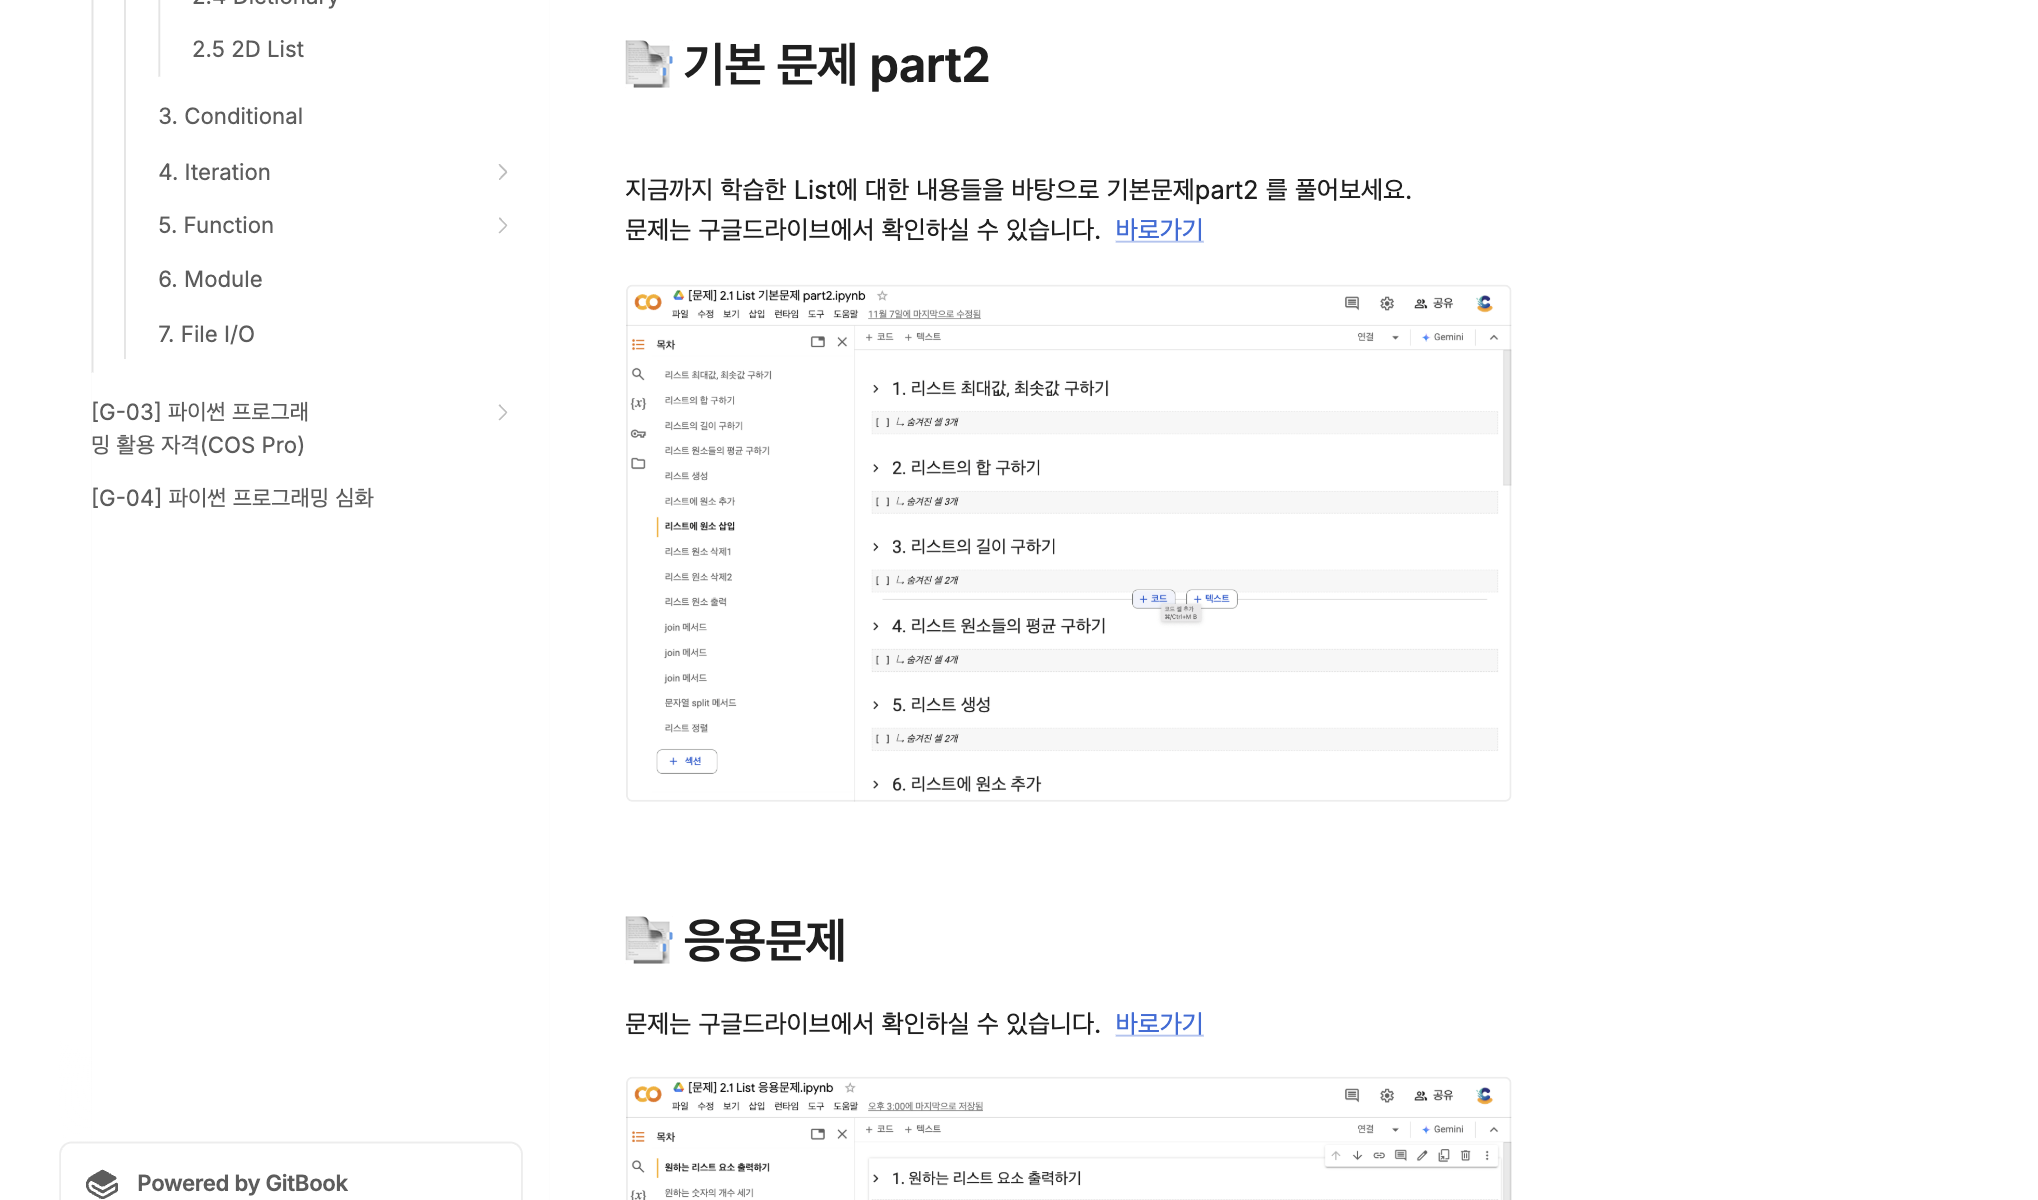 2.4 Dictionary
2.5 2D List
3. Conditional
4. Iteration
5. Function
6. Module
7. File I/O
[G-03] 파이썬 프로그래
밍 활용 자격(COS Pro)
[G-04] 파이썬 프로그래밍 심화
Powered by GitBook
기본 문제 part2
지금까지 학습한 List에 대한 내용들을 바탕으로 기본문제part2 를 풀어보세요.
문제는 구글드라이브에서 확인하실 수 있습니다. 바로가기
[문제] 2.1 List 기본문제 part2.ipynb
파일 수정 보기 삽입 런타임 도구 도움말 11월 7일에 마지막으로 수정됨
공유
목차
+ 코드 + 텍스트
연결
Gemini
리스트 최대값, 최솟값 구하기
리스트의 합 구하기
{x}
리스트의 길이 구하기
리스트 원소들의 평균 구하기
리스트 생성
리스트에 원소 추가
리스트에 원소 삽입
리스트 원소 삭제1
리스트 원소 삭제2
리스트 원소 출력
join 메서드
join 메서드
join 메서드
문자열 split 메서드
리스트 정렬
+ 섹션
1. 리스트 최대값, 최솟값 구하기
[ ] 숨겨진 셀 3개
2. 리스트의 합 구하기
[ ] 숨겨진 셀 3개
3. 리스트의 길이 구하기
[ ] 숨겨진 셀 2개
+ 코드 + 텍스트
코드 셀 추가
⌘/Ctrl+M B
4. 리스트 원소들의 평균 구하기
[ ] 숨겨진 셀 4개
5. 리스트 생성
[ ] 숨겨진 셀 2개
6. 리스트에 원소 추가
응용문제
문제는 구글드라이브에서 확인하실 수 있습니다. 바로가기
[문제] 2.1 List 응용문제.ipynb
파일 수정 보기 삽입 런타임 도구 도움말 오후 3:00에 마지막으로 저장됨
공유
목차
+ 코드 + 텍스트
연결
Gemini
원하는 리스트 요소 출력하기
{x}
원하는 숫자의 개수 세기
1. 원하는 리스트 요소 출력하기